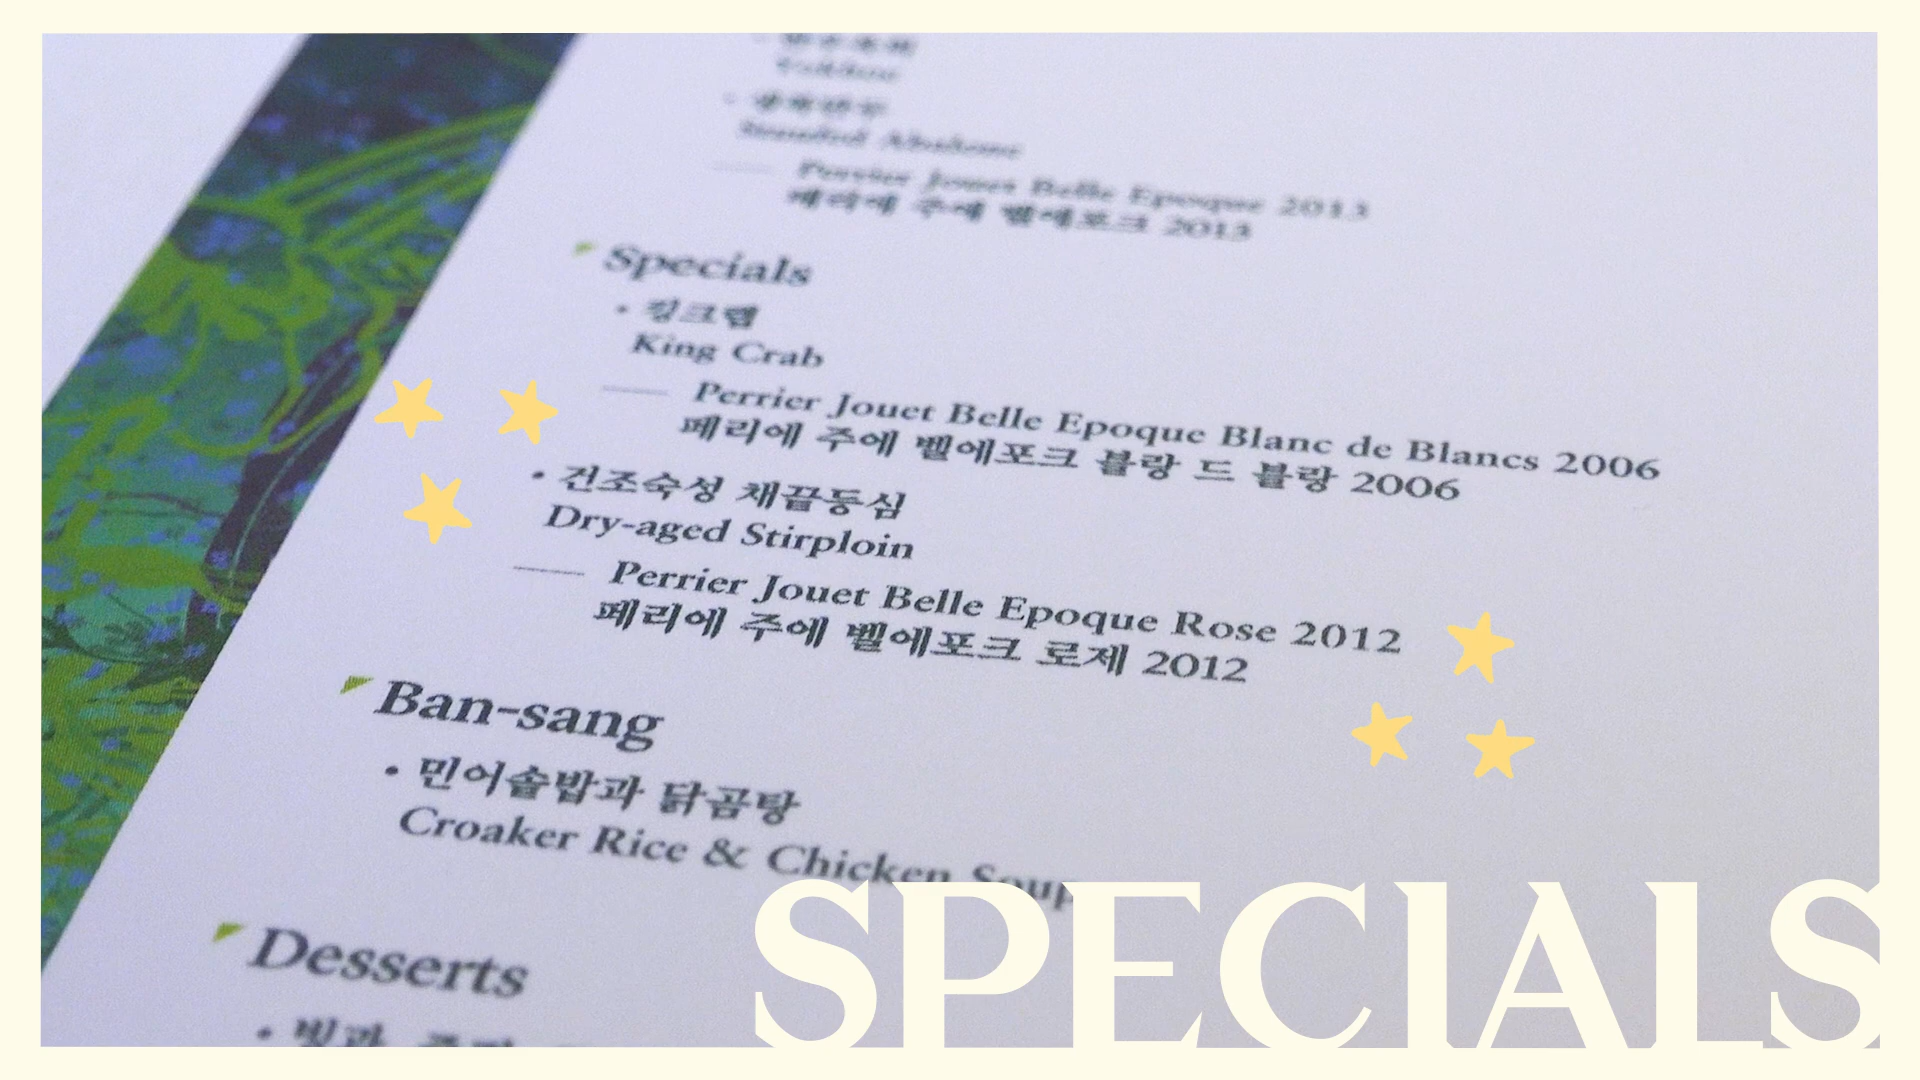 Perrier Jouet Belle Epoque 2013
페리에 주에 벨에포크 2013
Specials
• 킹크랩
King Crab
Perrier Jouet Belle Epoque Blanc de Blancs 2006
페리에 주에 벨에포크 블랑 드 블랑 2006
• 건조숙성 채끝등심
Dry-aged Stirploin
Perrier Jouet Belle Epoque Rose 2012
페리에 주에 벨에포크 로제 2012
Ban-sang
• 민어솥밥과 닭곰탕
Croaker Rice & Chicken Soup
Desserts
SPECIALS